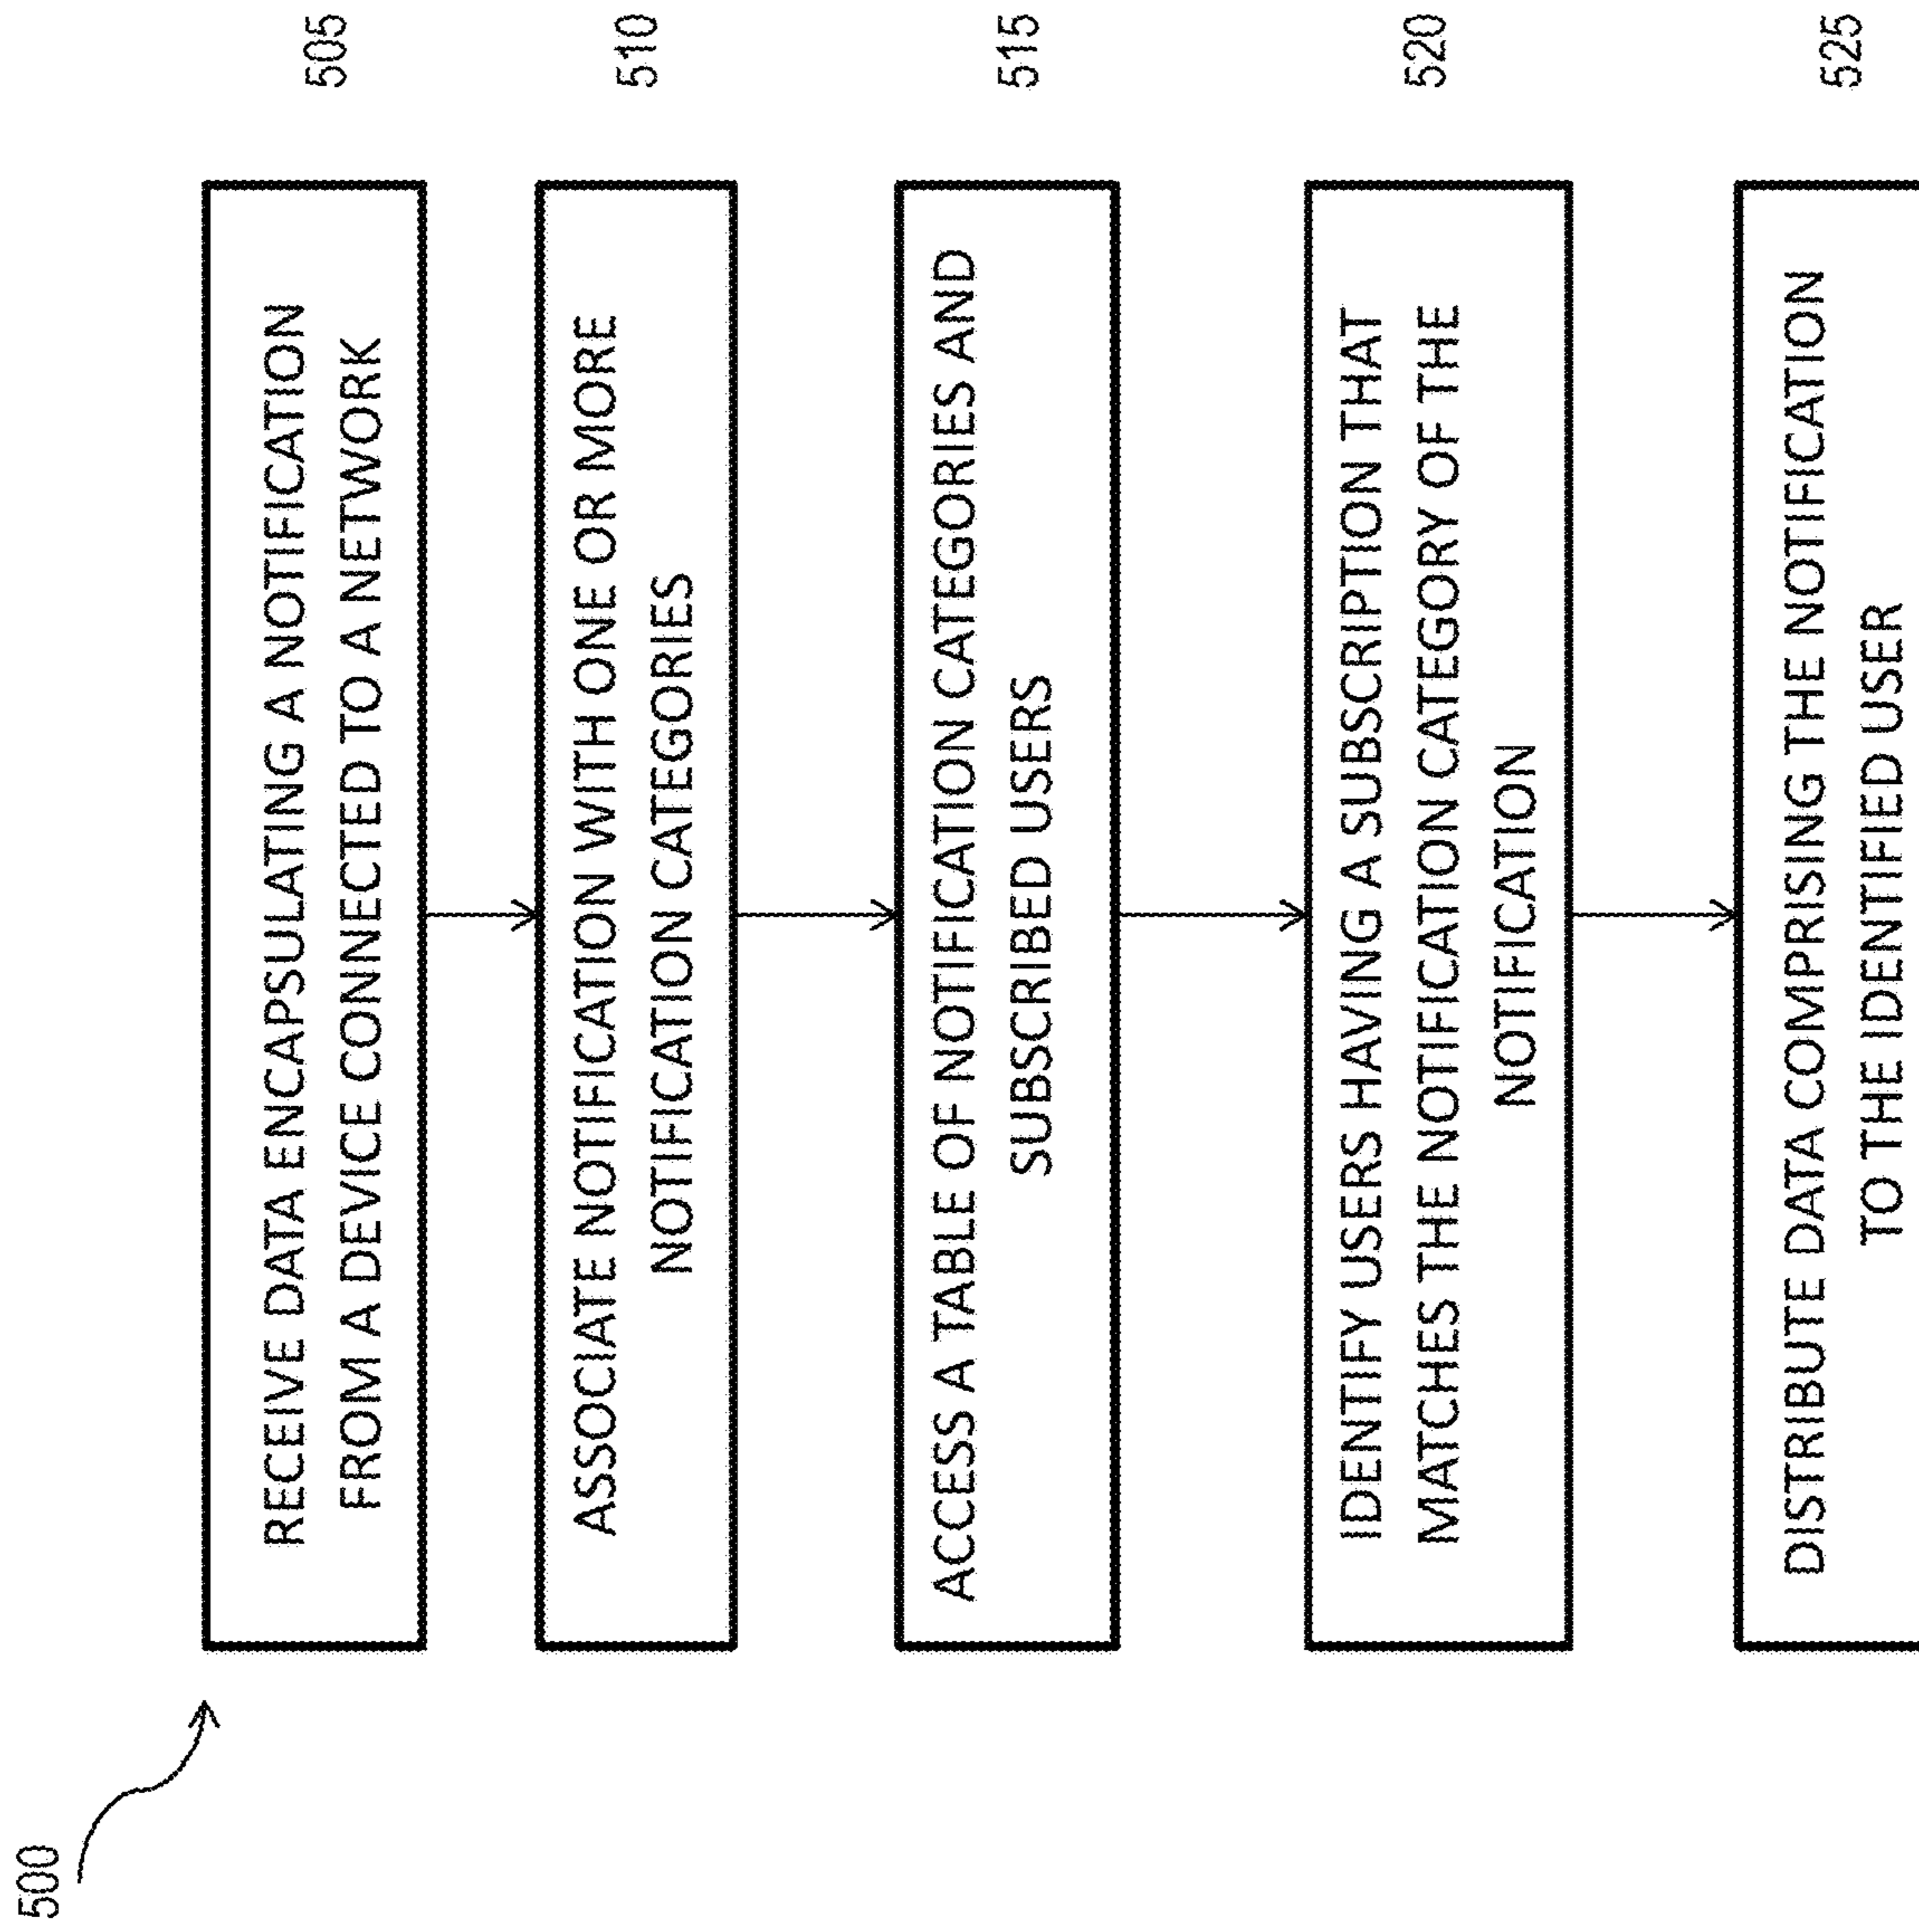 500
RECEIVE DATA ENCAPSULATING A NOTIFICATION
FROM A DEVICE CONNECTED TO A NETWORK
505
ASSOCIATE NOTIFICATION WITH ONE OR MORE
NOTIFICATION CATEGORIES
510
ACCESS A TABLE OF NOTIFICATION CATEGORIES AND
SUBSCRIBED USERS
515
IDENTIFY USERS HAVING A SUBSCRIPTION THAT
MATCHES THE NOTIFICATION CATEGORY OF THE
NOTIFICATION
520
DISTRIBUTE DATA COMPRISING THE NOTIFICATION
TO THE IDENTIFIED USER
525